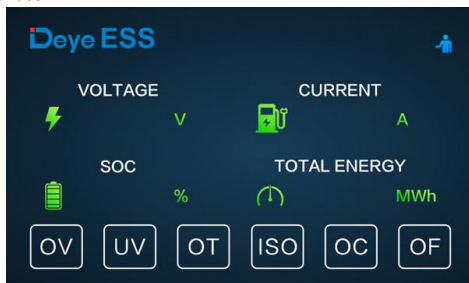 Deye ESS
VOLTAGE CURRENT
V A
SOC TOTAL ENERGY
% MWh
OV UV OT ISO OC OF